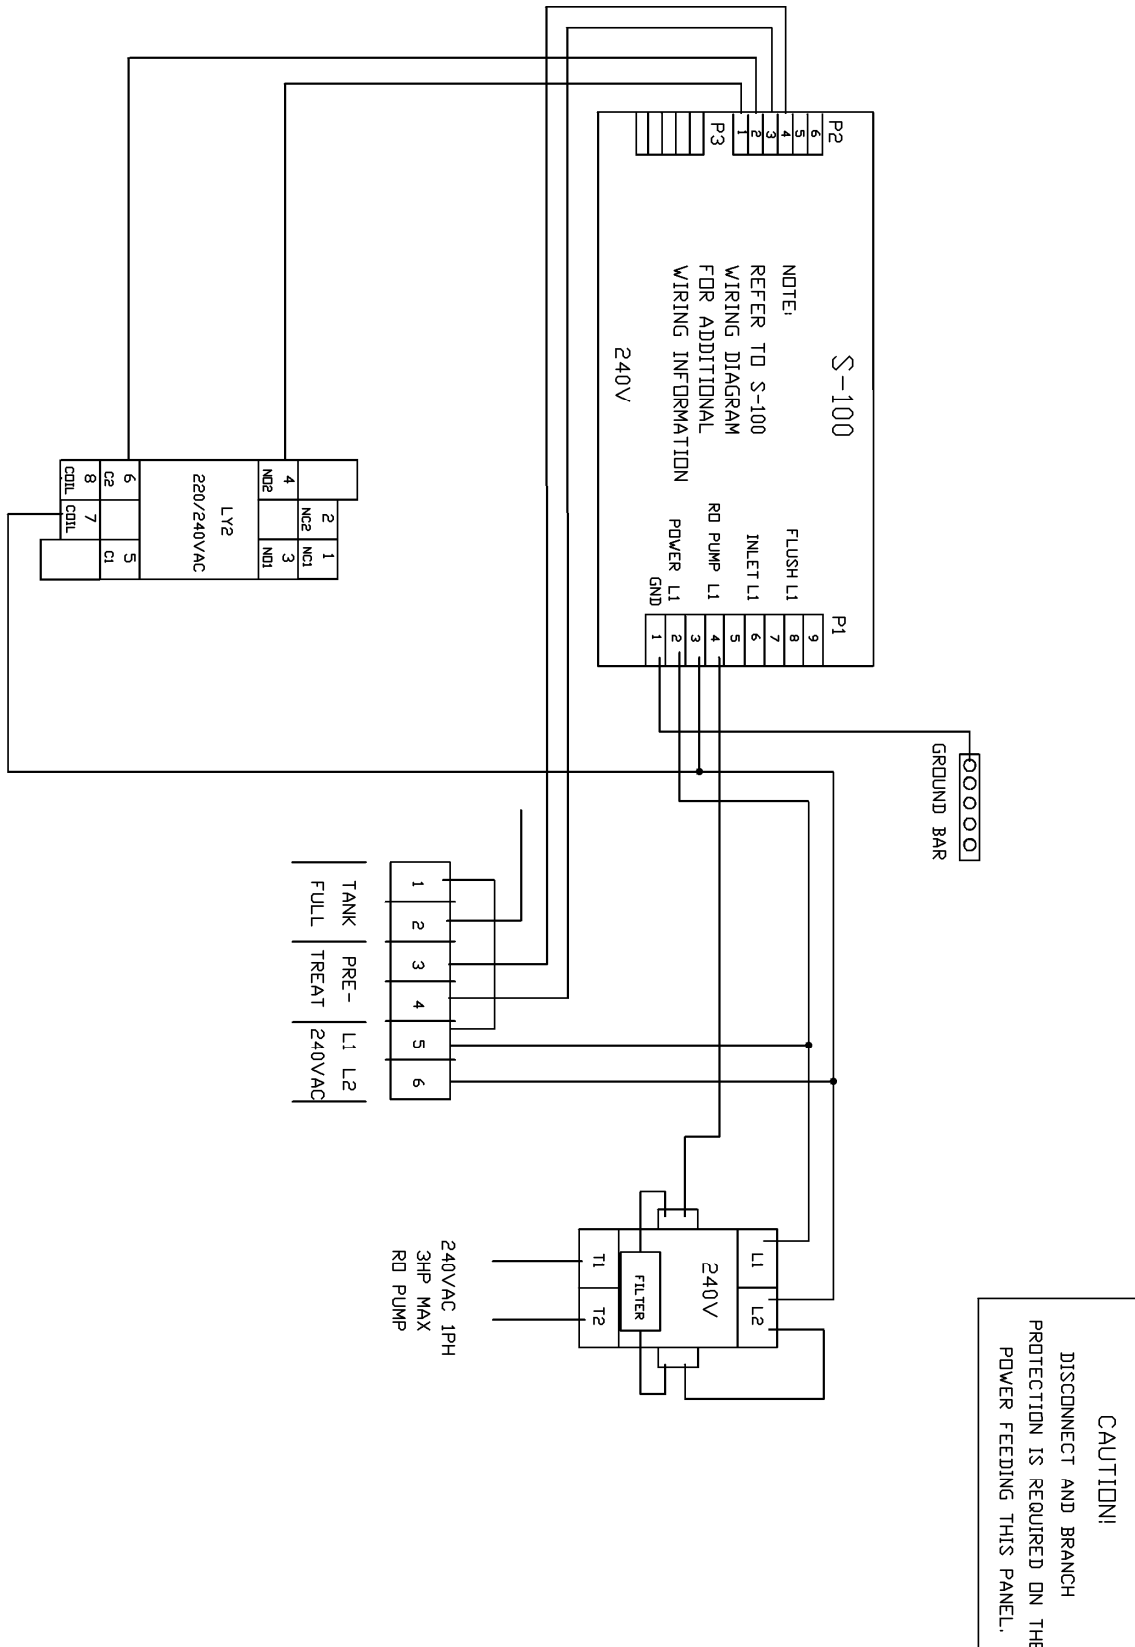 S-100
P2
6
5
4
3
2
1
P3
NOTE:
REFER TO S-100
WIRING DIAGRAM
FOR ADDITIONAL
WIRING INFORMATION
240V
P1
9
8
7
6
5
4
3
2
1
FLUSH L1
INLET L1
RO PUMP L1
POWER L1
GND
GROUND BAR
2
NC2
1
NC1
4
NO2
3
NO1
LY2
220/240VAC
6
C2
5
C1
8
COIL
7
COIL
1
2
3
4
5
6
TANK
FULL
PRE-
TREAT
L1 L2
240VAC
L1
L2
240V
FILTER
T1
T2
240VAC 1PH
3HP MAX
RO PUMP
CAUTION!
DISCONNECT AND BRANCH
PROTECTION IS REQUIRED ON THE
POWER FEEDING THIS PANEL.